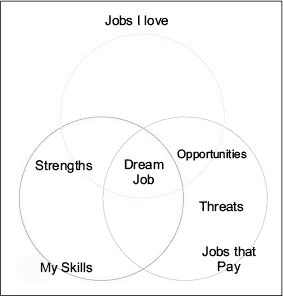 Jobs I love
Strengths
Dream
Job
Opportunities
Threats
My Skills
Jobs that
Pay